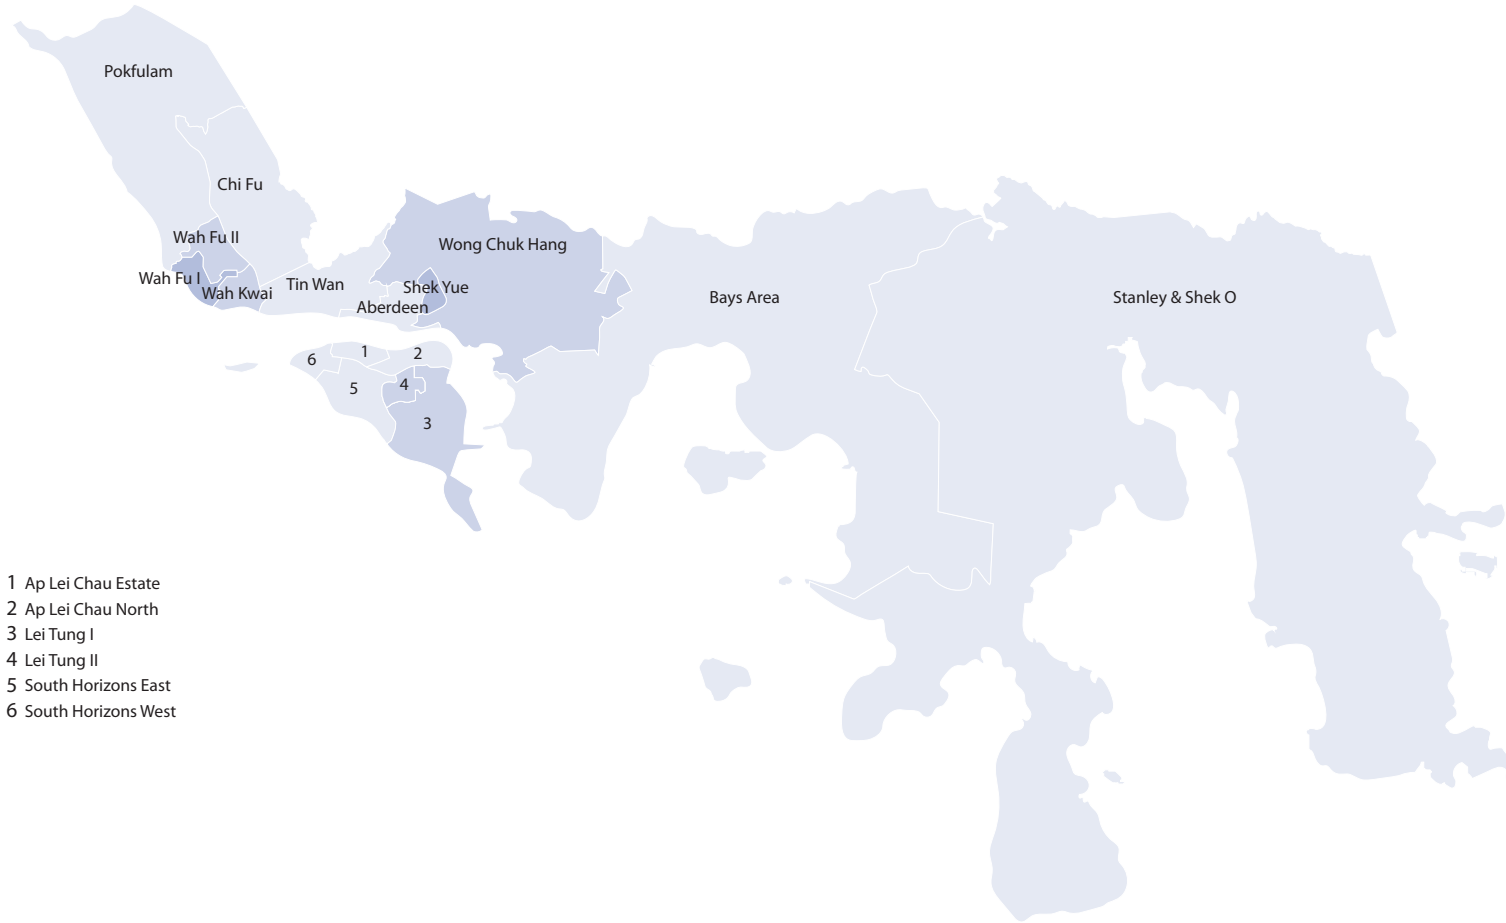 Pokfulam
Chi Fu
Wah Fu II
Wong Chuk Hang
Wah Fu I
Wah Kwai
Tin Wan
Shek Yue
Aberdeen
Bays Area
Stanley & Shek O
1
2
6
5
4
3
1 Ap Lei Chau Estate
2 Ap Lei Chau North
3 Lei Tung I
4 Lei Tung II
5 South Horizons East
6 South Horizons West